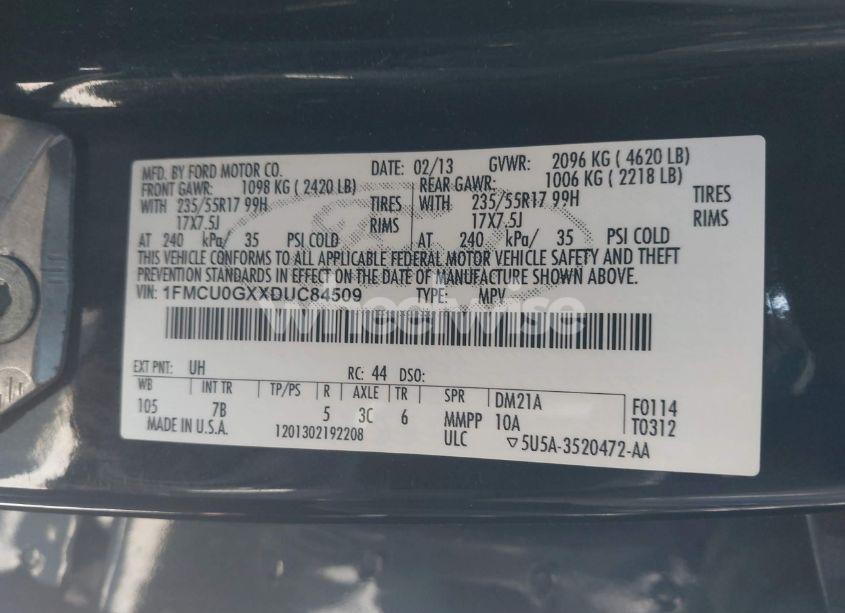 MFD. BY FORD MOTOR CO. DATE: 02/13 GVWR: 2096 KG ( 4620 LB)
FRONT GAWR: 1098 KG ( 2420 LB) REAR GAWR: 1006 KG ( 2218 LB)
WITH 235/55R17 99H TIRES WITH 235/55R17 99H TIRES
17X7.5J RIMS 17X7.5J RIMS
AT 240 kPa/ 35 PSI COLD AT 240 kPa/ 35 PSI COLD
THIS VEHICLE CONFORMS TO ALL APPLICABLE FEDERAL MOTOR VEHICLE SAFETY AND THEFT
PREVENTION STANDARDS IN EFFECT ON THE DATE OF MANUFACTURE SHOWN ABOVE.
VIN: 1FMCU0GXXDUC84509 TYPE: MPV
wheelwise
EXT PNT: UH RC: 44 DSO:
WB INT TR TP/PS R AXLE TR SPR DM21A F0114
105 7B 5 3C 6 MMPP 10A T0312
MADE IN U.S.A. 1201302192208 ULC ▽5U5A-3520472-AA